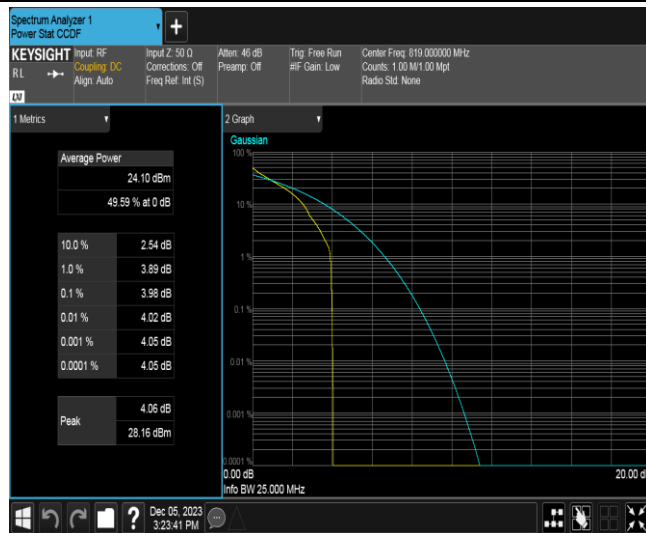 Spectrum Analyzer 1
Power Stat CCDF
+
KEYSIGHT
RL
Input: RF
Coupling: DC
Align: Auto
Input Z: 50 Ω
Corrections: Off
Freq Ref: Int (S)
Atten: 46 dB
Preamp: Off
Trig: Free Run
#IF Gain: Low
Center Freq: 819.000000 MHz
Counts: 1.00 M/1.00 Mpt
Radio Std: None
1 Metrics
Average Power
24.10 dBm
49.59 % at 0 dB
10.0 % 2.54 dB
1.0 % 3.89 dB
0.1 % 3.98 dB
0.01 % 4.02 dB
0.001 % 4.05 dB
0.0001 % 4.05 dB
Peak
4.06 dB
28.16 dBm
2 Graph
Gaussian
100 %
10 %
1 %
0.1 %
0.01 %
0.001 %
0.0001 %
0.00 dB
20.00 d
Info BW 25.000 MHz
?
Dec 05, 2023
3:23:41 PM